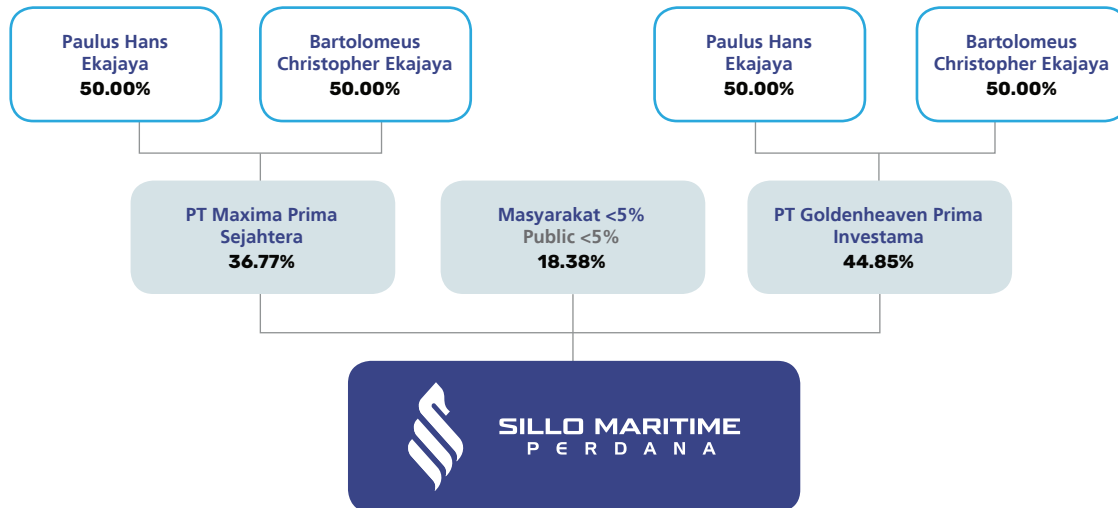 Paulus Hans
Ekajaya
50.00%
Bartolomeus
Christopher Ekajaya
50.00%
Paulus Hans
Ekajaya
50.00%
Bartolomeus
Christopher Ekajaya
50.00%
PT Maxima Prima
Sejahtera
36.77%
Masyarakat <5%
Public <5%
18.38%
PT Goldenheaven Prima
Investama
44.85%
SILLO MARITIME
PERDANA